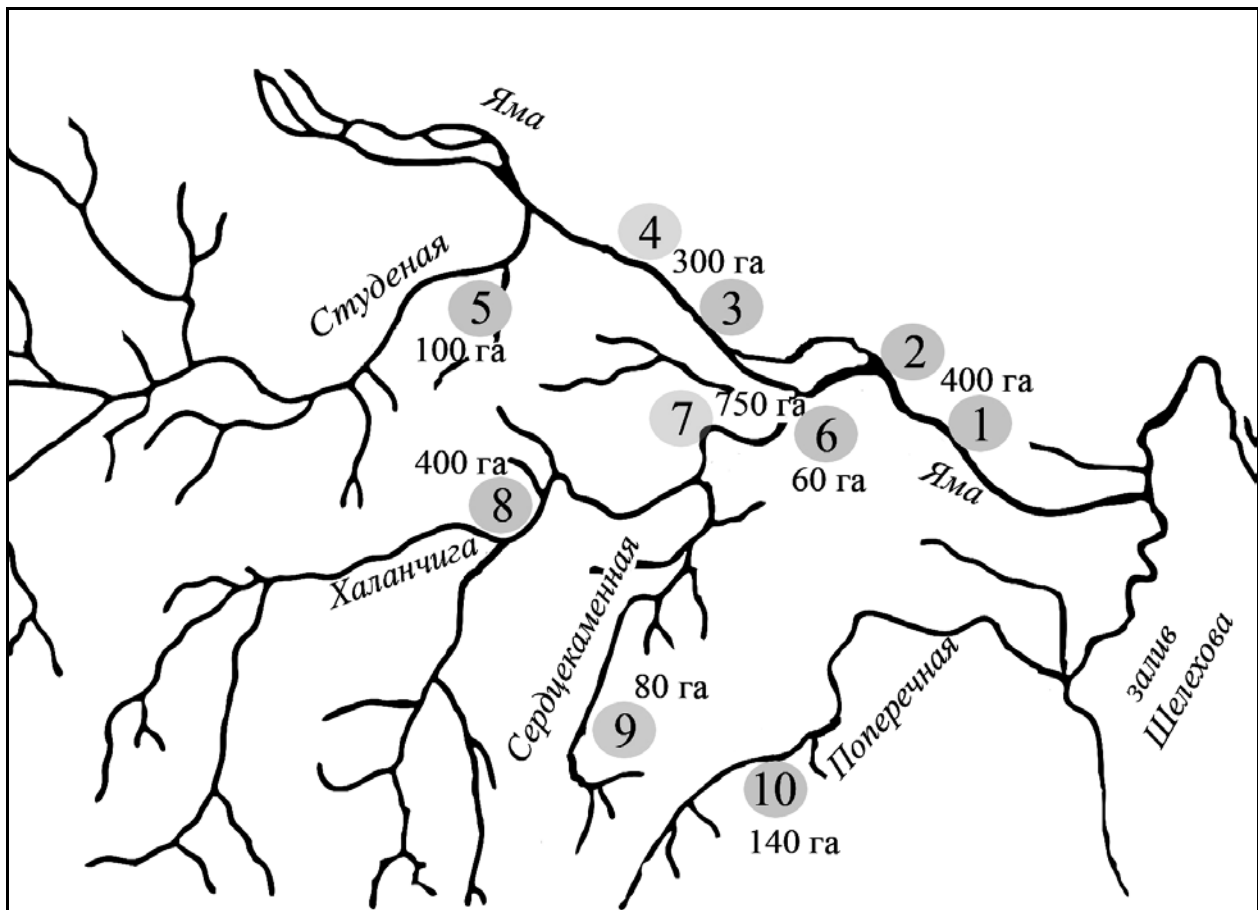 Яма
4
300 га
Студеная
3
5
100 га
2
400 га
1
750 га
7
6
60 га
Яма
400 га
8
Халанчига
Сердцекаменная
80 га
9
Поперечная
10
140 га
залив
Шелехова